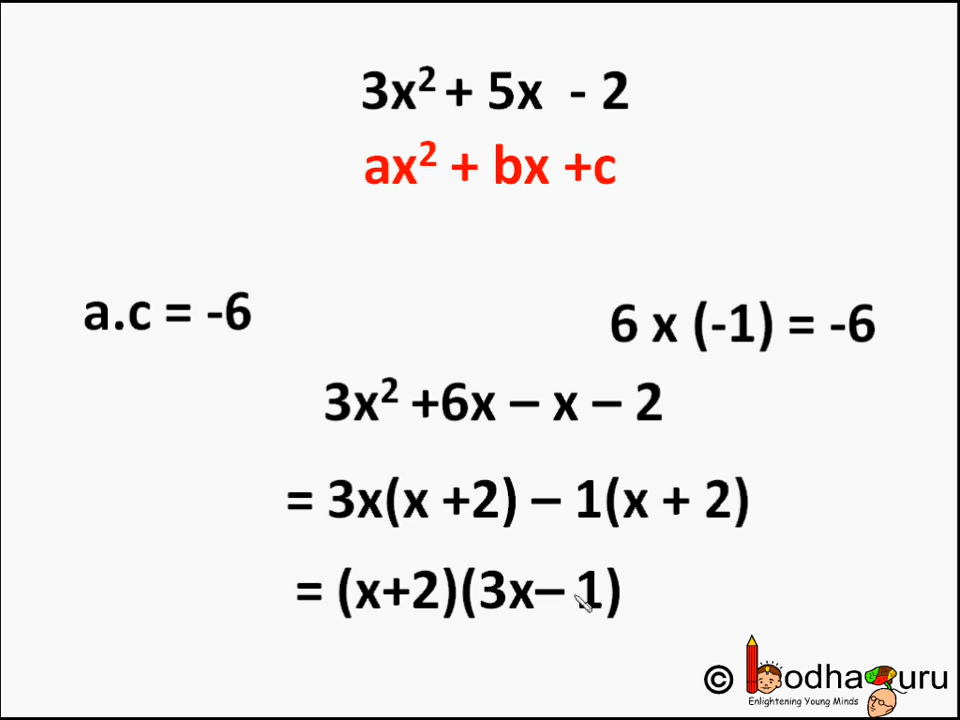 3x² + 5x - 2
ax² + bx +c
a.c = -6
6 x (-1) = -6
3x² +6x – x – 2
= 3x(x +2) – 1(x + 2)
= (x+2)(3x– 1)
© BodhaGuru
Enlightening Young Minds